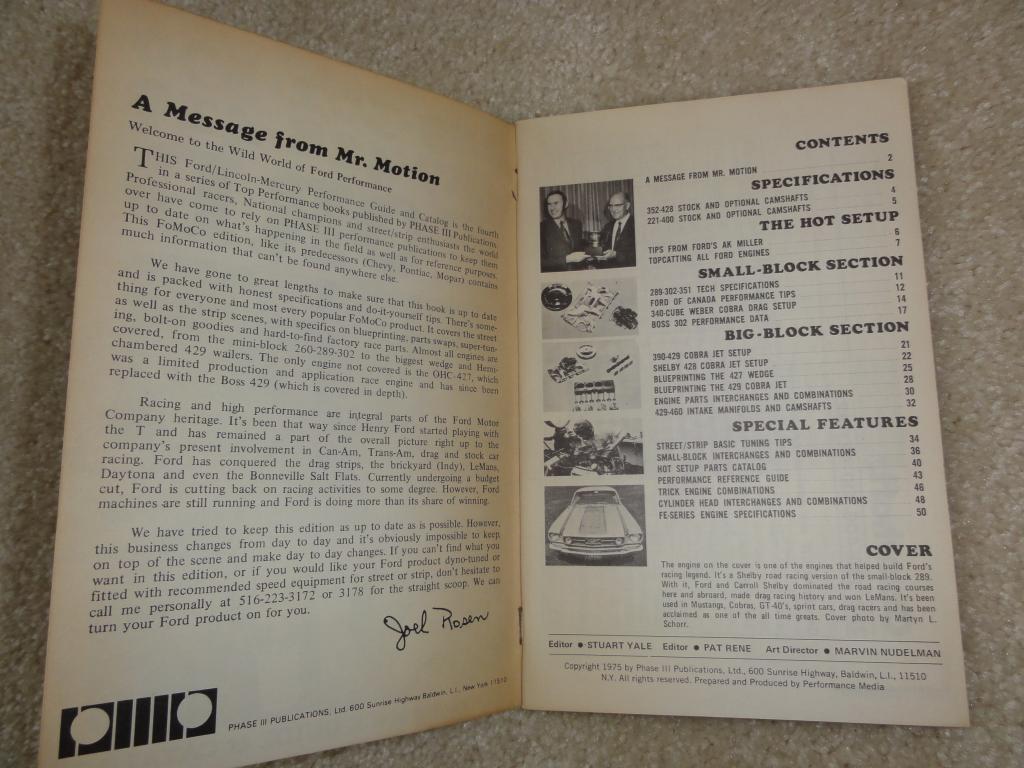 A Message from Mr. Motion
Welcome to the Wild World of Ford Performance
THIS Ford/Lincoln-Mercury Performance Guide and Catalog is the fourth
in a series of Top Performance books published by PHASE III Publications.
Professional racers, National champions and street/strip enthusiasts the world
over have come to rely on PHASE III performance publications to keep them
up to date on what's happening in the field as well as for reference purposes.
This FoMoCo edition, like its predecessors (Chevy, Pontiac, Mopar) contains
much information that can't be found anywhere else.
We have gone to great lengths to make sure that this book is up to date
and is packed with honest specifications and do-it-yourself tips. There's some-
thing for everyone and most every popular FoMoCo product. It covers the street
as well as the strip scenes, with specifics on blueprinting, parts swaps, super-tun-
ing, bolt-on goodies and hard-to-find factory race parts. Almost all engines are
covered, from the mini-block 260-289-302 to the biggest wedge and Hemi-
chambered 429 wailers. The only engine not covered is the OHC-427, which
was a limited production and application race engine and has since been
replaced with the Boss 429 (which is covered in depth).
Racing and high performance are integral parts of the Ford Motor
Company heritage. It's been that way since Henry Ford started playing with
the T and has remained a part of the overall picture right up to the
company's present involvement in Can-Am, Trans-Am, drag and stock car
racing. Ford has conquered the drag strips, the brickyard (Indy), LeMans,
Daytona and even the Bonneville Salt Flats. Currently undergoing a budget
cut, Ford is cutting back on racing activities to some degree. However, Ford
machines are still running and Ford is doing more than its share of winning.
We have tried to keep this edition as up to date as is possible. However,
this business changes from day to day and it's obviously impossible to keep
on top of the scene and make day to day changes. If you can't find what you
want in this edition, or if you would like your Ford product dyno-tuned or
fitted with recommended speed equipment for street or strip, don't hesitate to
call me personally at 516-223-3172 or 3178 for the straight scoop. We can
turn your Ford product on for you.
Joel Rosen
PHASE III PUBLICATIONS, Ltd. 600 Sunrise Highway Baldwin, L.I., New York 11510
CONTENTS
A MESSAGE FROM MR. MOTION 2
SPECIFICATIONS
352-428 STOCK AND OPTIONAL CAMSHAFTS 4
221-400 STOCK AND OPTIONAL CAMSHAFTS 5
THE HOT SETUP
TIPS FROM FORD'S AK MILLER 6
TOPCATTING ALL FORD ENGINES 7
SMALL-BLOCK SECTION
289-302-351 TECH SPECIFICATIONS 11
FORD OF CANADA PERFORMANCE TIPS 12
340-CUBE WEBER COBRA DRAG SETUP 14
BOSS 302 PERFORMANCE DATA 17
BIG-BLOCK SECTION
390-429 COBRA JET SETUP 21
SHELBY 428 COBRA JET SETUP 22
BLUEPRINTING THE 427 WEDGE 25
BLUEPRINTING THE 429 COBRA JET 28
ENGINE PARTS INTERCHANGES AND COMBINATIONS 30
429-460 INTAKE MANIFOLDS AND CAMSHAFTS 32
SPECIAL FEATURES
STREET/STRIP BASIC TUNING TIPS 34
SMALL-BLOCK INTERCHANGES AND COMBINATIONS 36
HOT SETUP PARTS CATALOG 40
PERFORMANCE REFERENCE GUIDE 43
TRICK ENGINE COMBINATIONS 46
CYLINDER HEAD INTERCHANGES AND COMBINATIONS 48
FE-SERIES ENGINE SPECIFICATIONS 50
COVER
The engine on the cover is one of the engines that helped build Ford's
racing legend. It's a Shelby road racing version of the small-block 289.
With it, Ford and Carroll Shelby dominated the road racing courses
here and abroad, made drag racing history and won LeMans. It's been
used in Mustangs, Cobras, GT-40's, sprint cars, drag racers and has been
acclaimed as one of the all time greats. Cover photo by Martyn L.
Schorr.
Editor ● STUART YALE Editor ● PAT RENE Art Director ● MARVIN NUDELMAN
Copyright 1975 by Phase III Publications, Ltd., 600 Sunrise Highway, Baldwin, L.I., 11510
N.Y. All rights reserved. Prepared and Produced by Performance Media